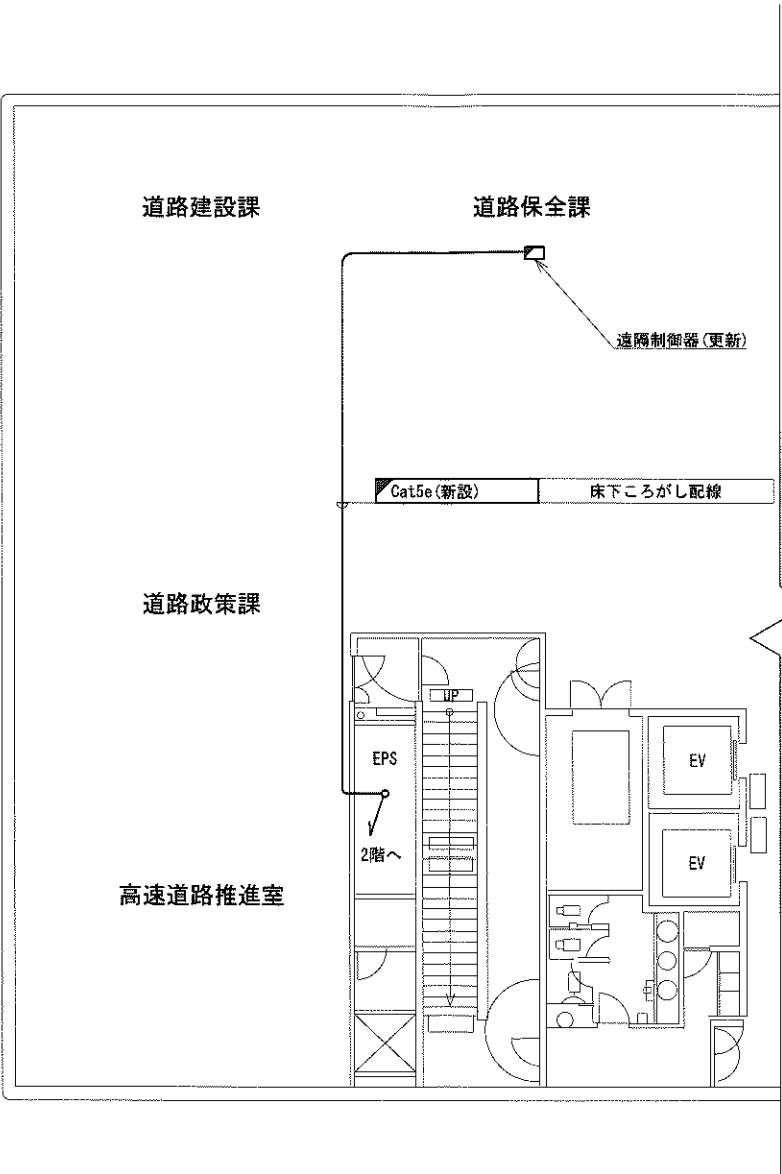 道路建設課
道路保全課
遠隔制御器(更新)
Cat5e(新設)
床下ころがし配線
道路政策課
UP
EPS
EV
2階へ
EV
高速道路推進室